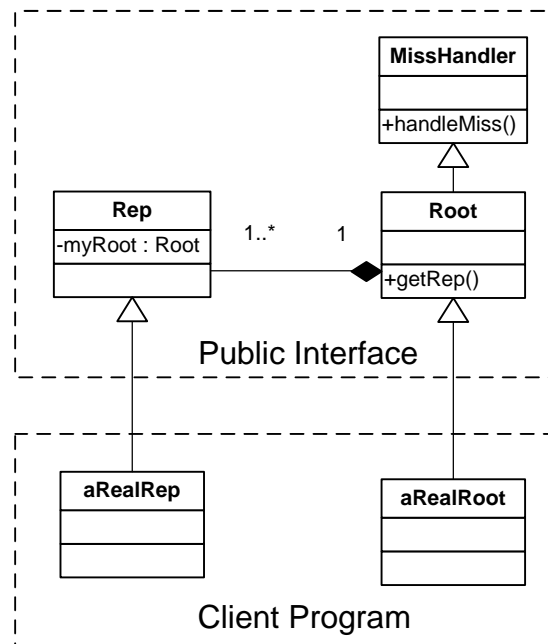 MissHandler
+handleMiss()
Rep
-myRoot : Root
1..*
1
Root
+getRep()
Public Interface
aRealRep
aRealRoot
Client Program